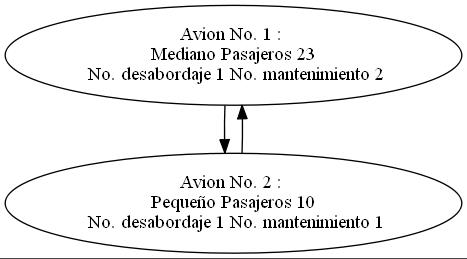 Avion No. 1 :
Mediano Pasajeros 23
No. desabordaje 1 No. mantenimiento 2
Avion No. 2 :
Pequeño Pasajeros 10
No. desabordaje 1 No. mantenimiento 1